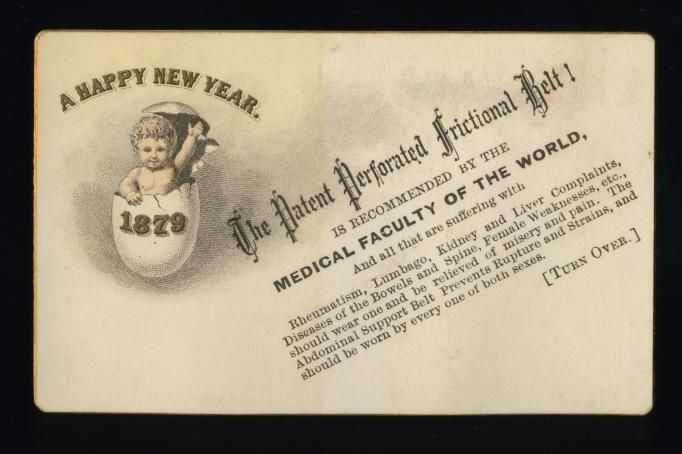 A HAPPY NEW YEAR.
1879
The Patent Perforated Frictional Belt!
IS RECOMMENDED BY THE
MEDICAL FACULTY OF THE WORLD,
And all that are suffering with
Rheumatism, Lumbago, Kidney and Liver Complaints,
Diseases of the Bowels and Spine, Female Weaknesses, etc.,
should wear one and be relieved of misery and pain. The
Abdominal Support Belt Prevents Rupture and Strains, and
should be worn by every one of both sexes.
[TURN OVER.]